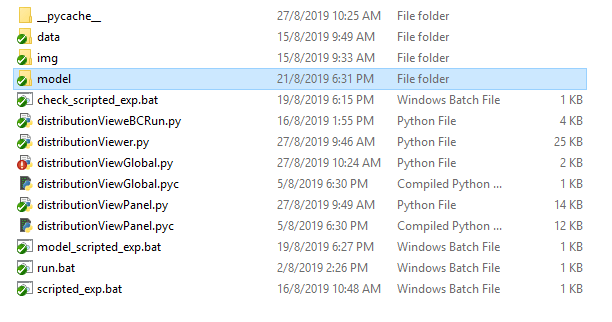 __pycache__ 27/8/2019 10:25 AM File folder
data 15/8/2019 9:49 AM File folder
img 15/8/2019 9:33 AM File folder
model 21/8/2019 6:31 PM File folder
check_scripted_exp.bat 19/8/2019 6:15 PM Windows Batch File 1 KB
distributionVieweBCRun.py 16/8/2019 1:55 PM Python File 4 KB
distributionViewer.py 27/8/2019 9:46 AM Python File 25 KB
distributionViewGlobal.py 27/8/2019 10:24 AM Python File 2 KB
distributionViewGlobal.pyc 5/8/2019 6:30 PM Compiled Python ... 1 KB
distributionViewPanel.py 27/8/2019 9:49 AM Python File 14 KB
distributionViewPanel.pyc 5/8/2019 6:30 PM Compiled Python ... 12 KB
model_scripted_exp.bat 19/8/2019 6:27 PM Windows Batch File 1 KB
run.bat 2/8/2019 2:26 PM Windows Batch File 1 KB
scripted_exp.bat 16/8/2019 10:48 AM Windows Batch File 1 KB